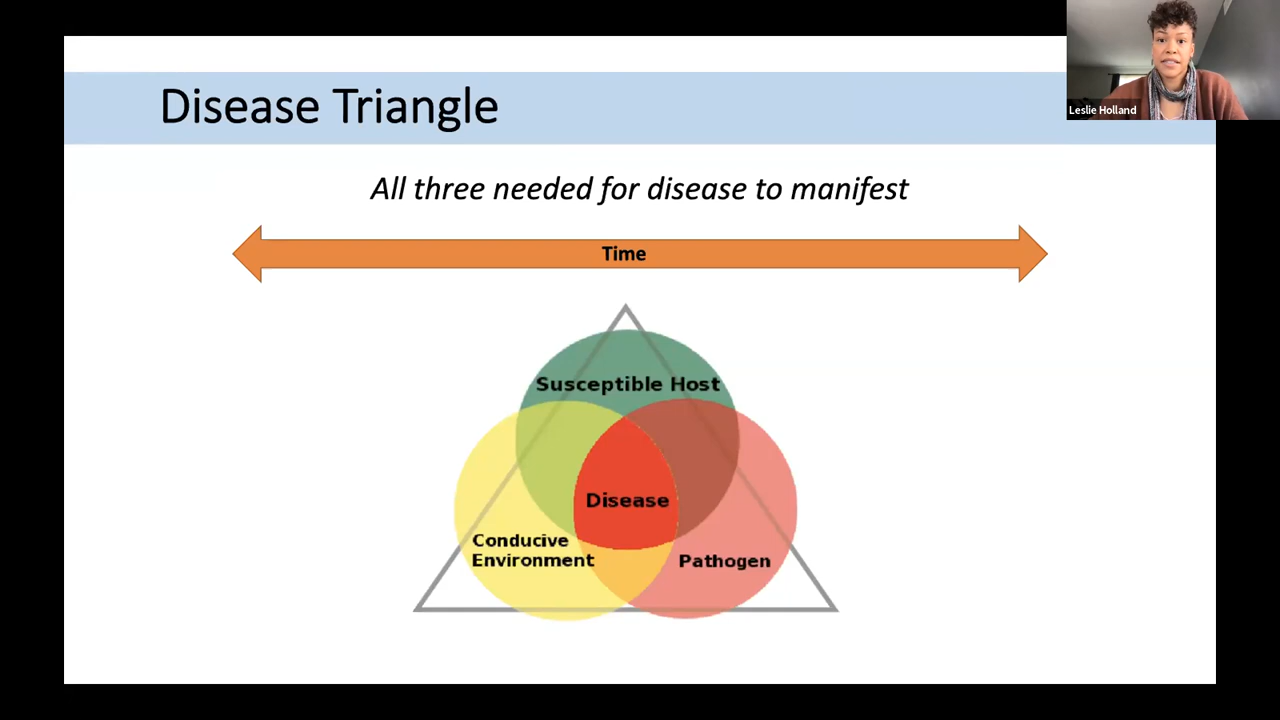 Disease Triangle
Leslie Holland
All three needed for disease to manifest
Time
Susceptible Host
Disease
Conducive
Environment
Pathogen